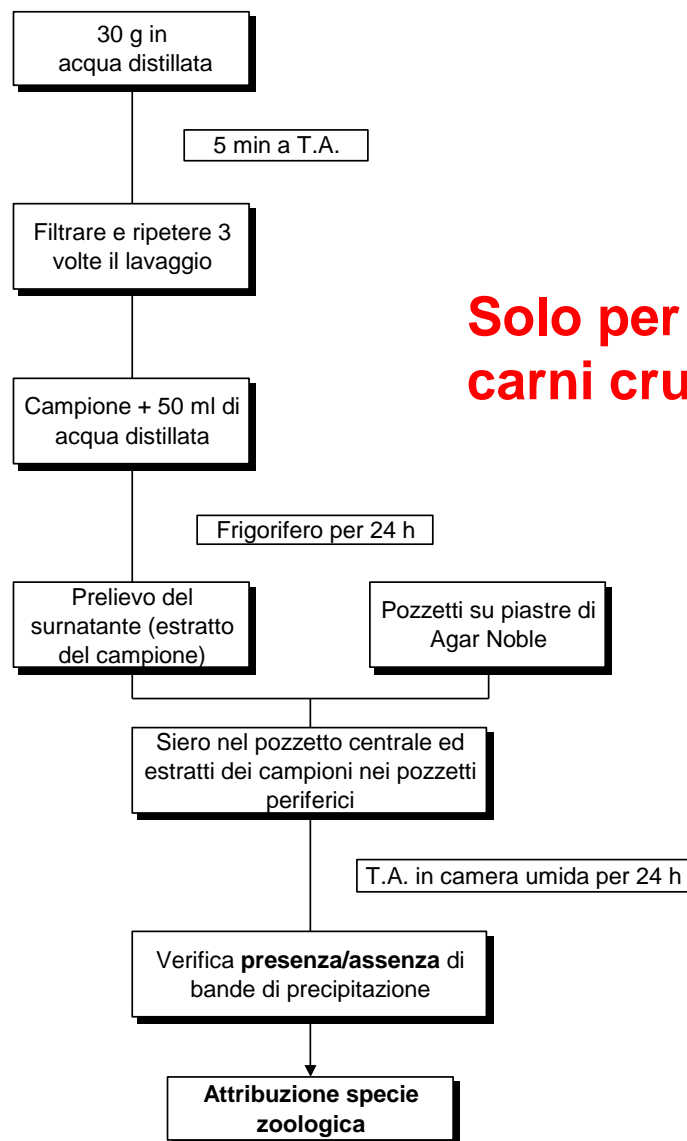 30 g in
acqua distillata
5 min a T.A.
Filtrare e ripetere 3
volte il lavaggio
Solo per
carni cru
Campione + 50 ml di
acqua distillata
Frigorifero per 24 h
Prelievo del
surnatante (estratto
del campione)
Pozzetti su piastre di
Agar Noble
Siero nel pozzetto centrale ed
estratti dei campioni nei pozzetti
periferici
T.A. in camera umida per 24 h
Verifica presenza/assenza di
bande di precipitazione
Attribuzione specie
zoologica